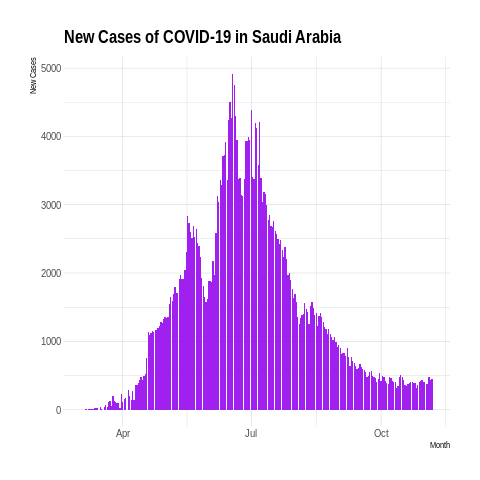 New Cases of COVID-19 in Saudi Arabia
New Cases
5000
4000
3000
2000
1000
0
Apr
Jul
Oct
Month